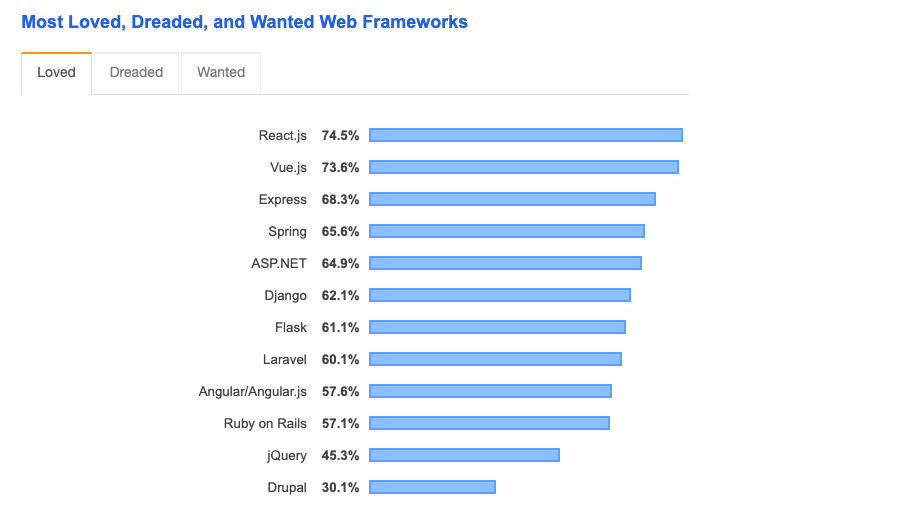 Most Loved, Dreaded, and Wanted Web Frameworks
Loved Dreaded Wanted
React.js 74.5%
Vue.js 73.6%
Express 68.3%
Spring 65.6%
ASP.NET 64.9%
Django 62.1%
Flask 61.1%
Laravel 60.1%
Angular/Angular.js 57.6%
Ruby on Rails 57.1%
jQuery 45.3%
Drupal 30.1%